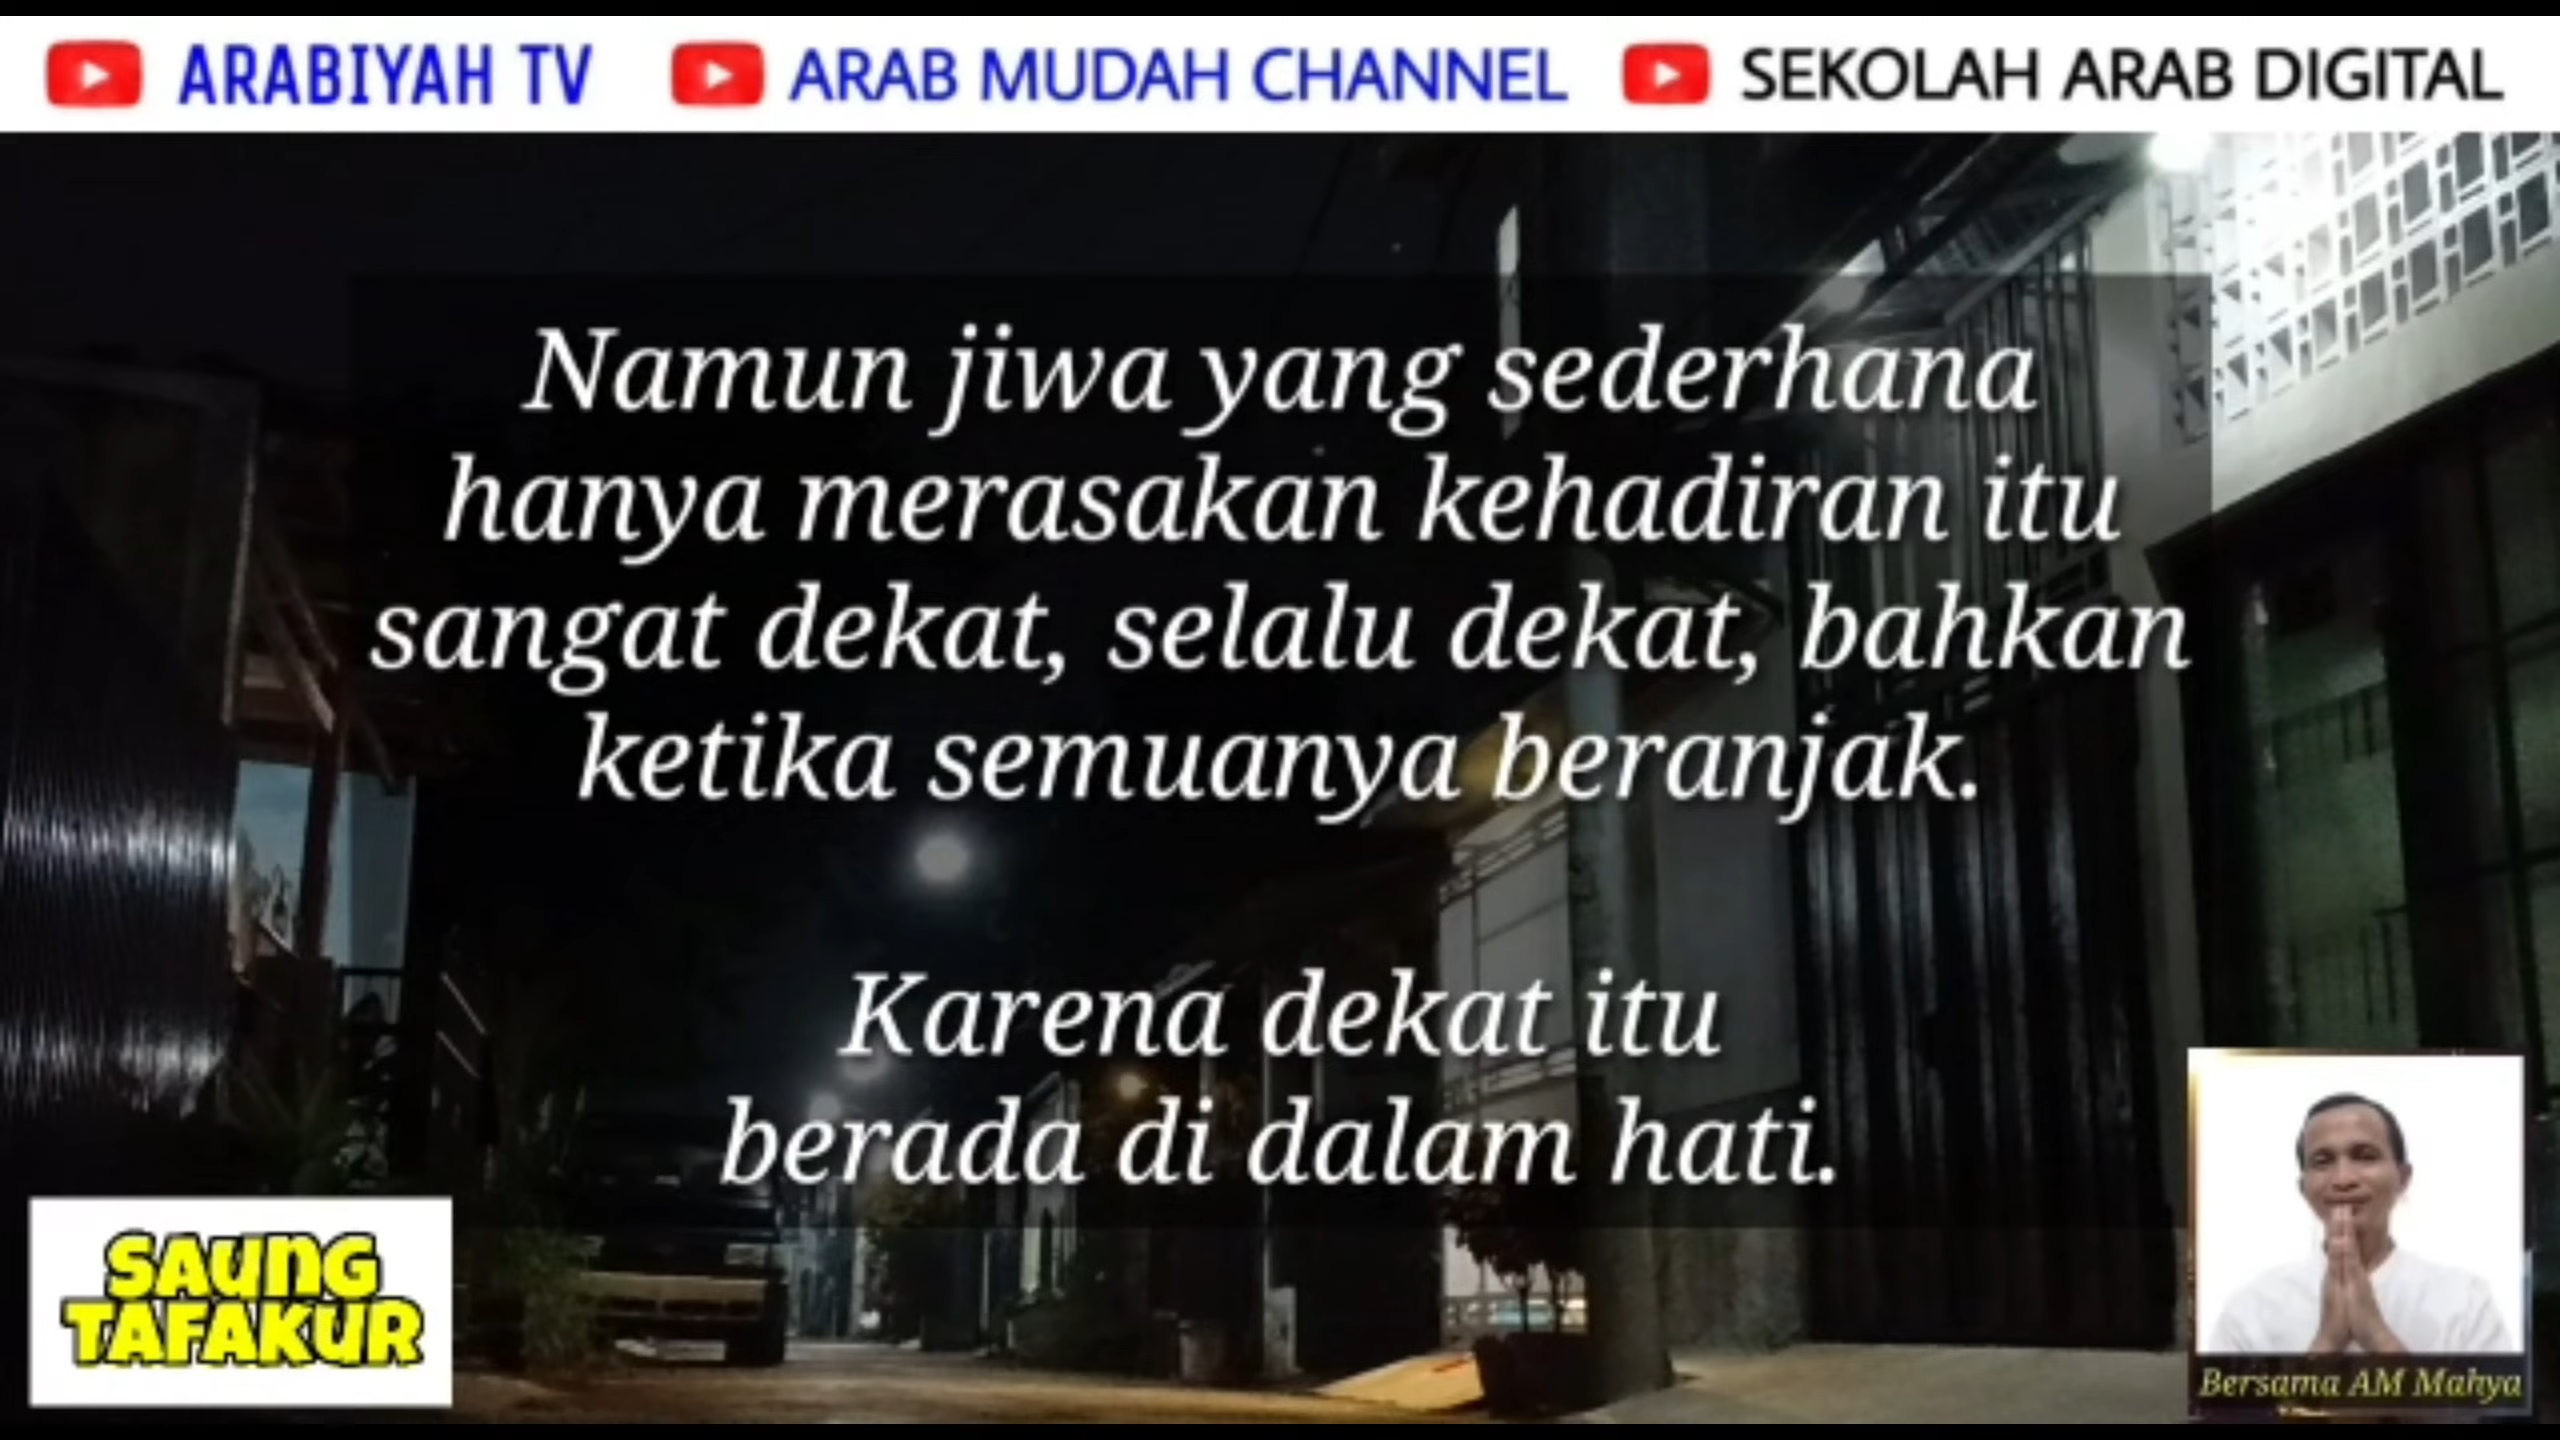 ARABIYAH TV
ARAB MUDAH CHANNEL
SEKOLAH ARAB DIGITAL
Namun jiwa yang sederhana
hanya merasakan kehadiran itu
sangat dekat, selalu dekat, bahkan
ketika semuanya beranjak.
Karena dekat itu
berada di dalam hati.
SAUNG
TAFAKUR
Bersama AM Mahya